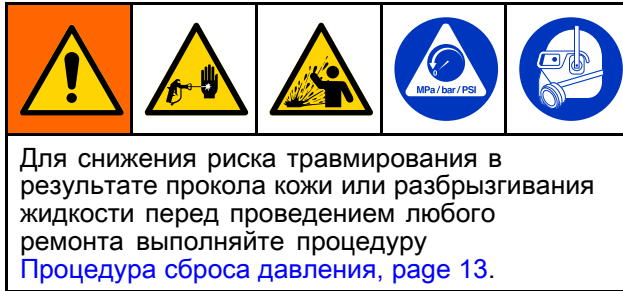 MPa / bar / PSI
Для снижения риска травмирования в
результате прокола кожи или разбрызгивания
жидкости перед проведением любого
ремонта выполняйте процедуру
Процедура сброса давления, page 13.